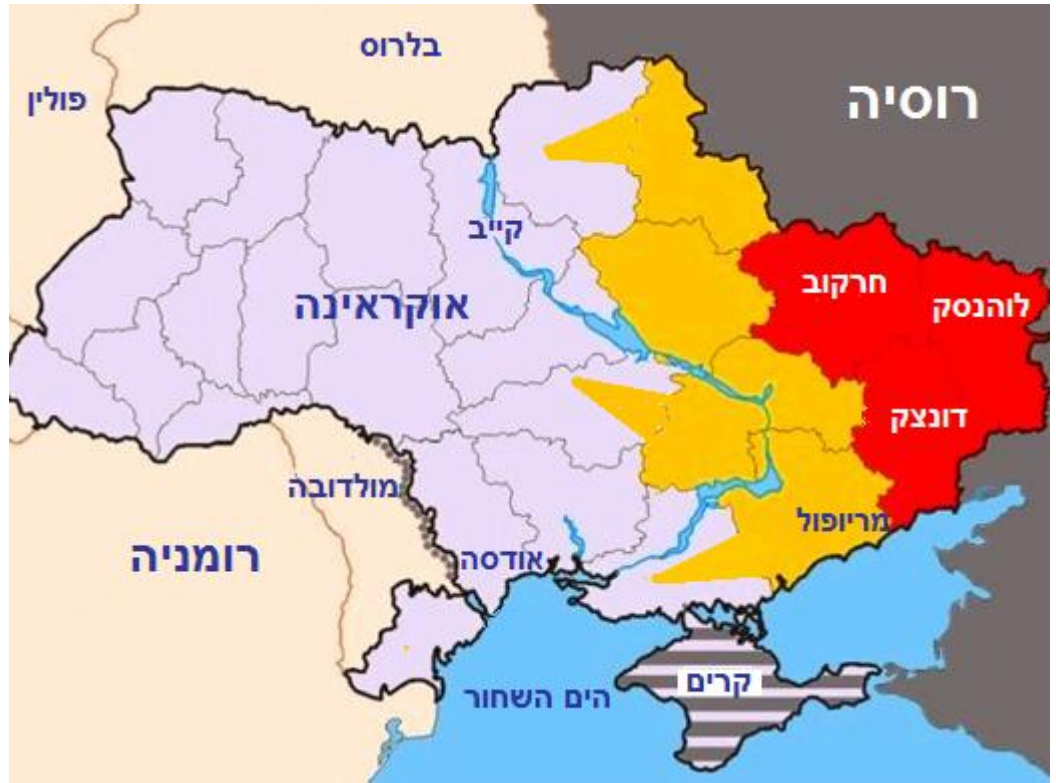 בלרוס
פולין
רוסיה
קייב
חרקוב
לוהנסק
אוקראינה
דונצק
מולדובה
מריופול
רומניה
אודסה
קרים
הים השחור